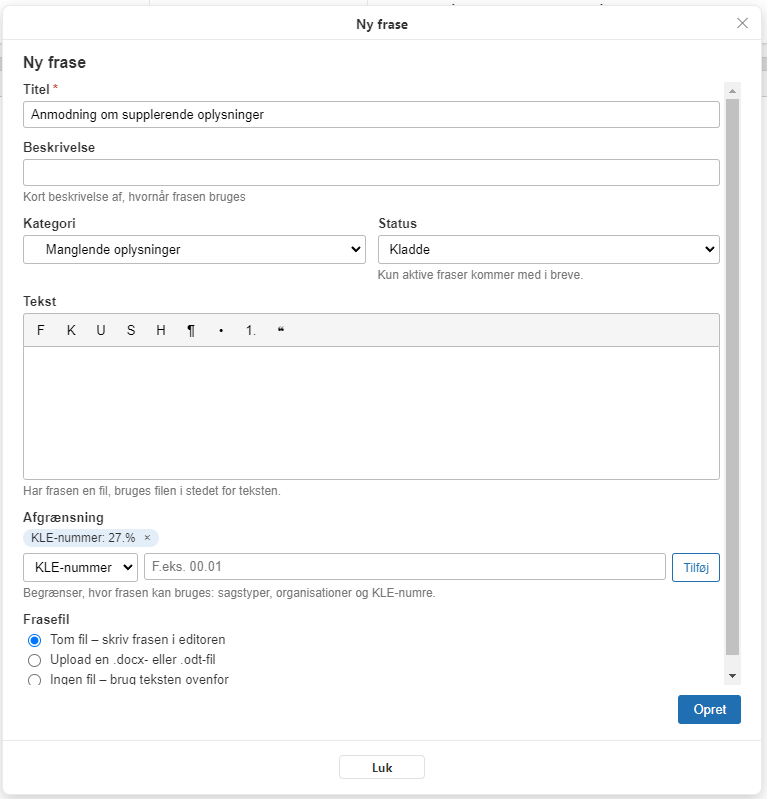 Ny frase
Ny frase
Titel *
Anmodning om supplerende oplysninger
Beskrivelse
Kort beskrivelse af, hvornår frasen bruges
Kategori
Status
Manglende oplysninger
Kladde
Kun aktive fraser kommer med i breve.
Tekst
F K U S H ¶ • 1. ❝
Har frasen en fil, bruges filen i stedet for teksten.
Afgrænsning
KLE-nummer: 27.% ×
KLE-nummer
F.eks. 00.01
Tilføj
Begrænser, hvor frasen kan bruges: sagstyper, organisationer og KLE-numre.
Frasefil
Tom fil – skriv frasen i editoren
Upload en .docx- eller .odt-fil
Ingen fil – brug teksten ovenfor
Opret
Luk